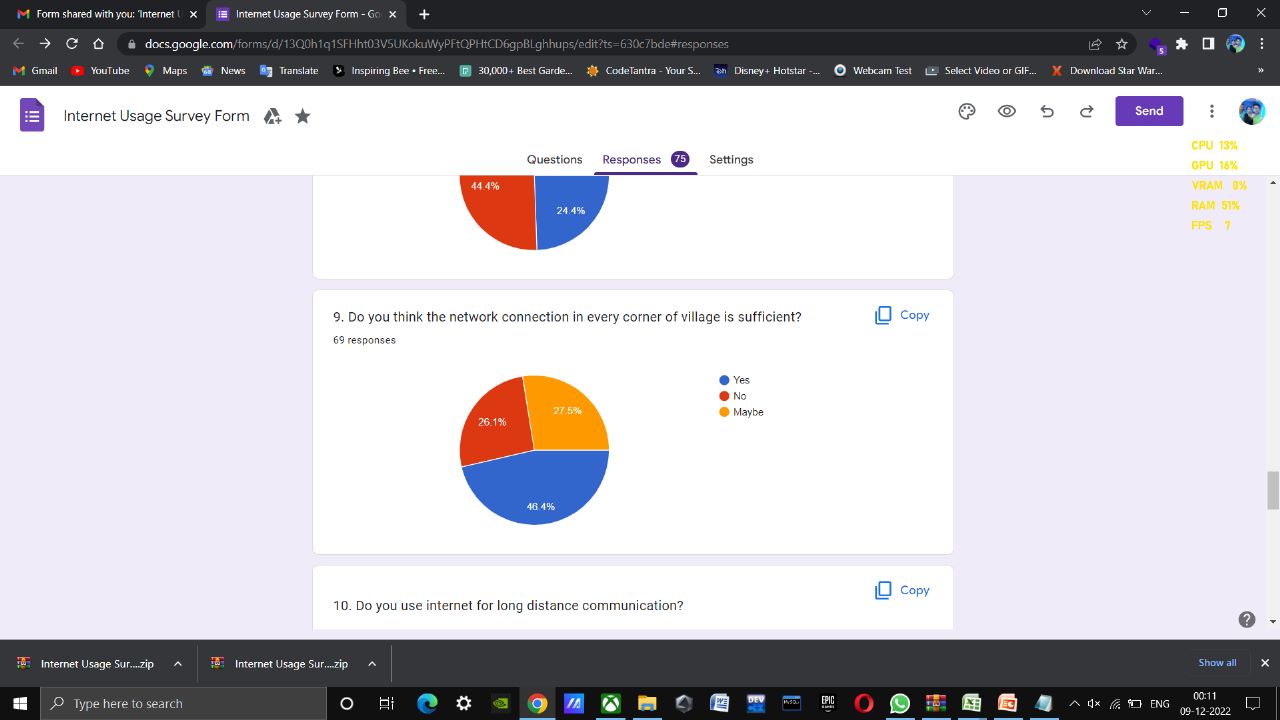 Form shared with you: 'Internet U
Internet Usage Survey Form - Go
docs.google.com/forms/d/13Q0h1q1SFHht03V5UKokuWyPFtQPHtCD6gpBLghhups/edit?ts=630c7bde#responses
5
Gmail YouTube Maps News Translate Inspiring Bee • Free... 30,000+ Best Garde... CodeTantra - Your S... Disney+ Hotstar -... Webcam Test Select Video or GIF... Download Star War... »
Internet Usage Survey Form
Send
Questions Responses 75 Settings
CPU 13%
GPU 16%
VRAM 8%
RAM 51%
FPS 7
44.4%
24.4%
9. Do you think the network connection in every corner of village is sufficient?
Copy
69 responses
Yes
No
Maybe
27.5%
26.1%
46.4%
10. Do you use internet for long distance communication?
Copy
Internet Usage Sur....zip
Internet Usage Sur....zip
Show all
Type here to search
EPIC GAMES
ENG
00:11
09-12-2022